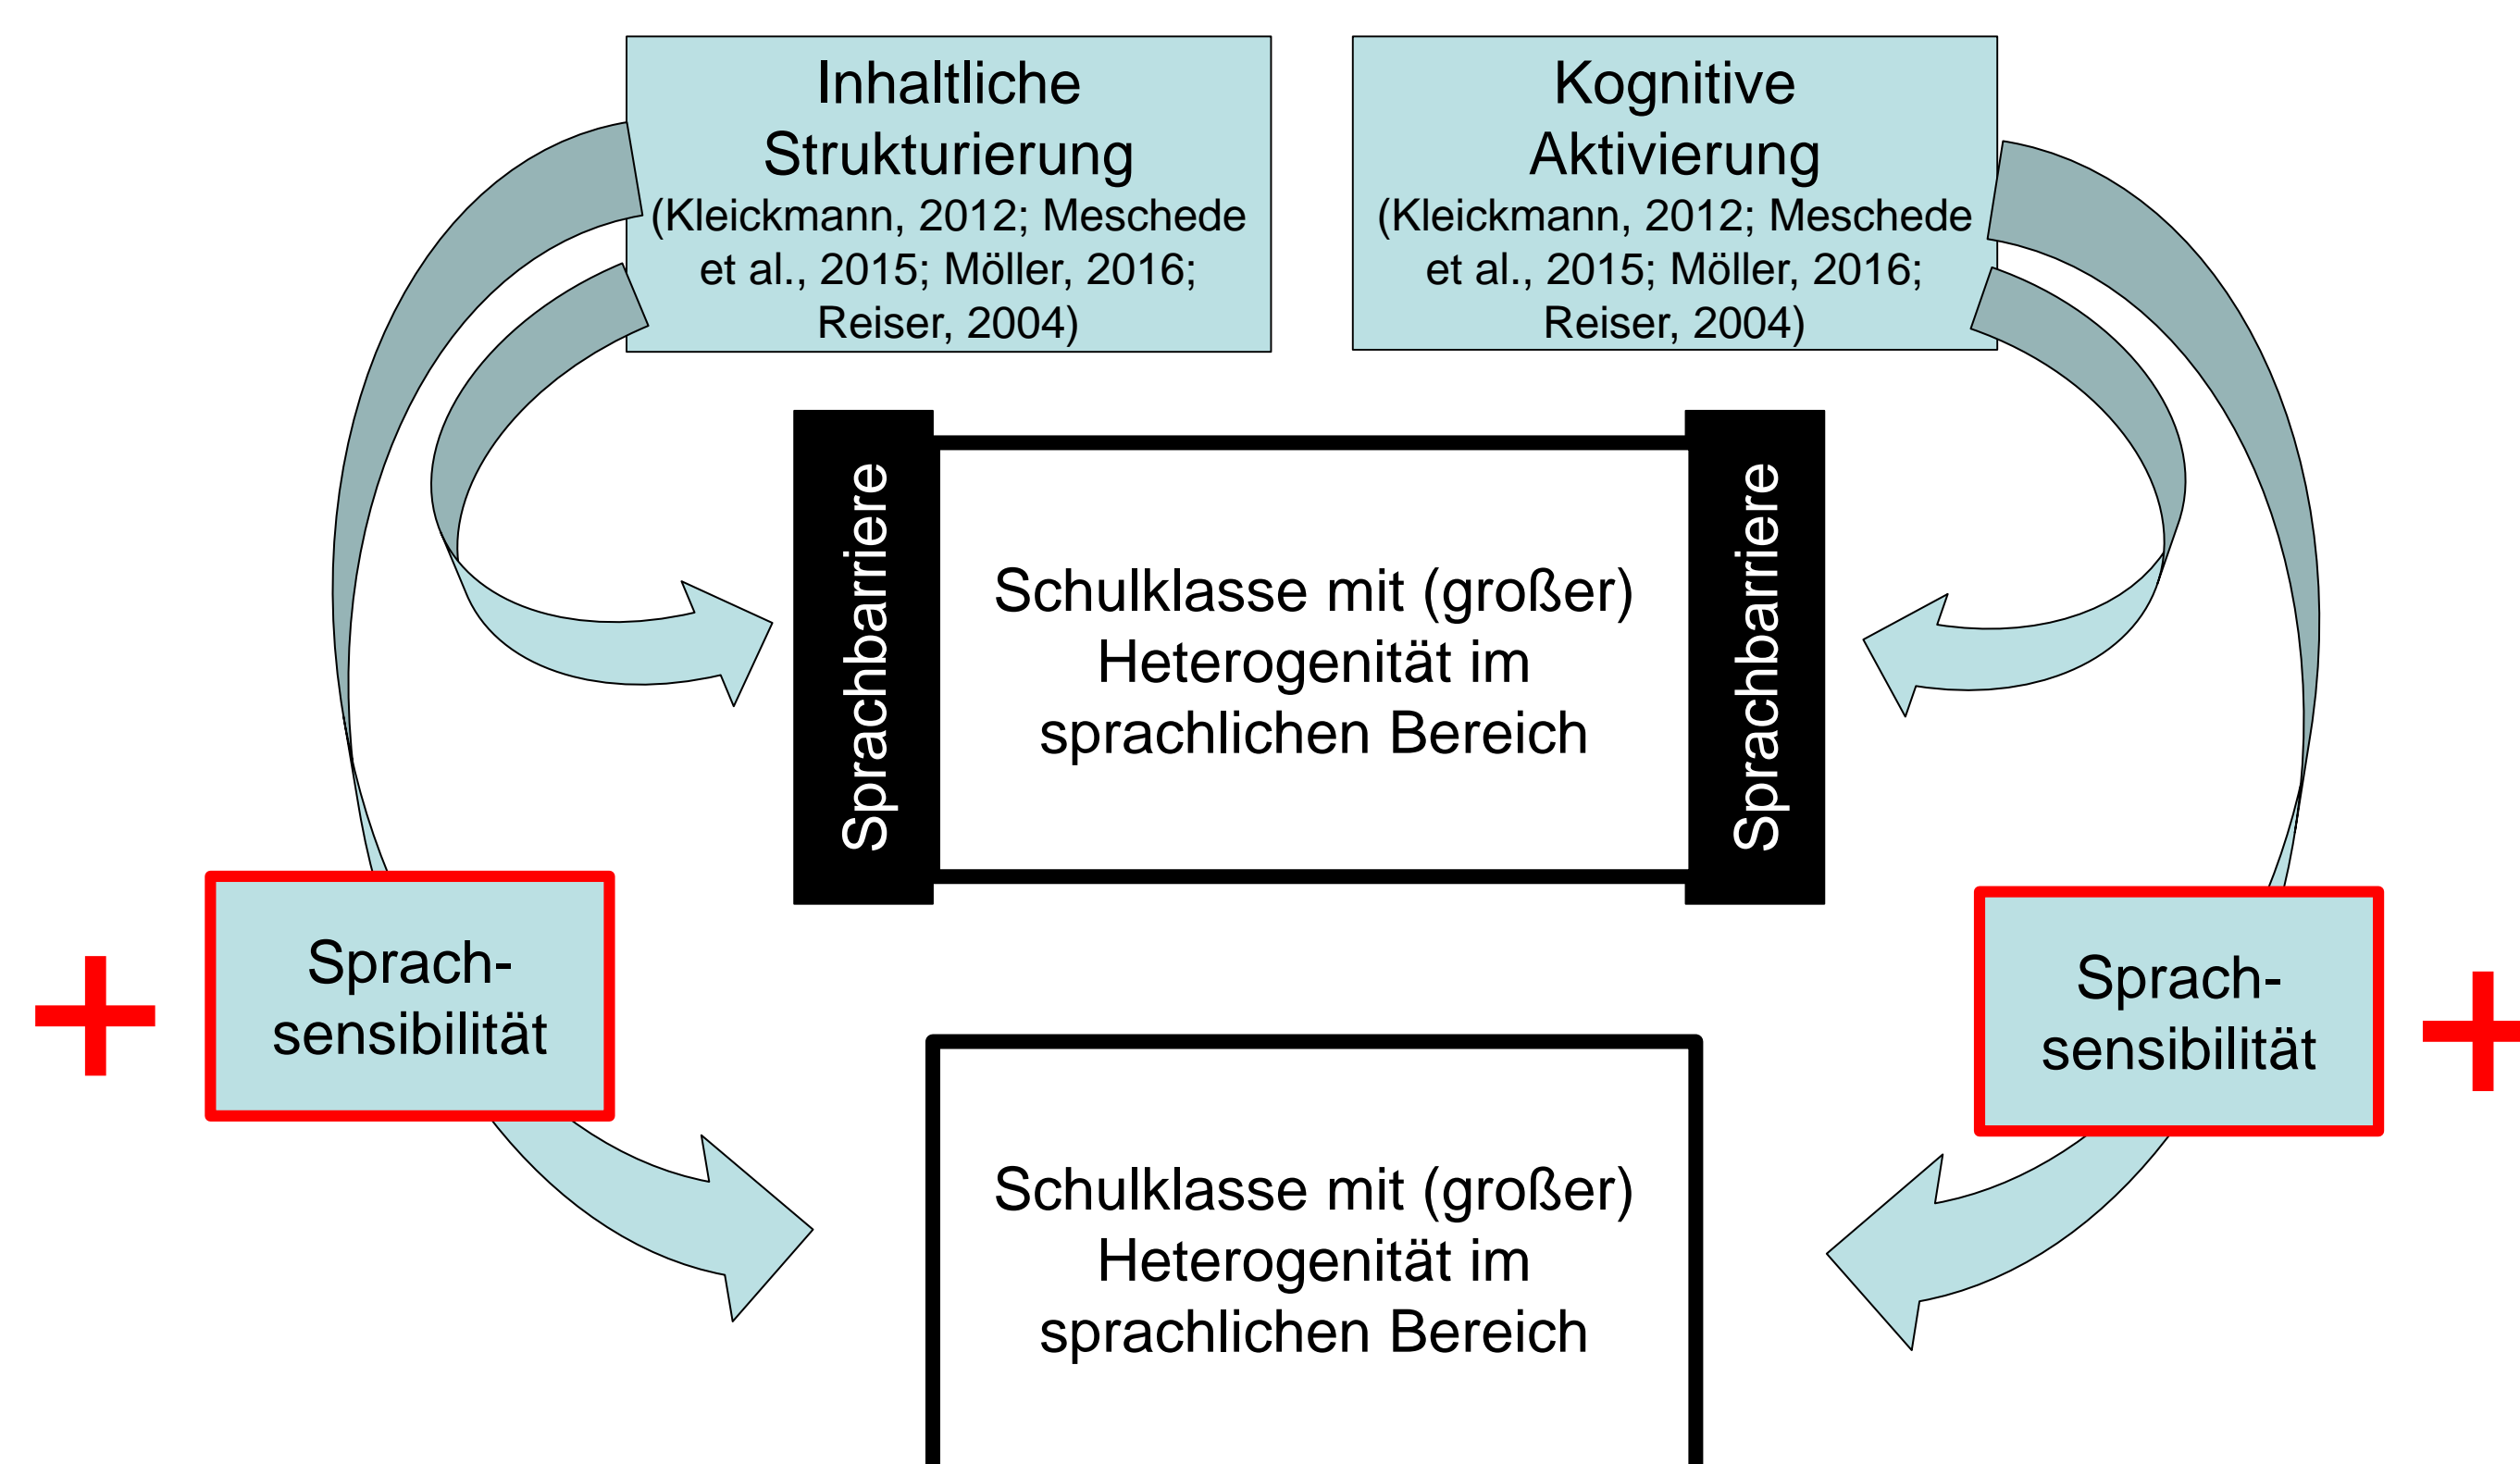 Inhaltliche
Strukturierung
(Kleickmann, 2012; Meschede
et al., 2015; Möller, 2016;
Reiser, 2004)
Kognitive
Aktivierung
(Kleickmann, 2012; Meschede
et al., 2015; Möller, 2016;
Reiser, 2004)
Sprachbarriere
Schulklasse mit (großer)
Heterogenität im
sprachlichen Bereich
Sprachbarriere
+
Sprach-
sensibilität
Sprach-
sensibilität
+
Schulklasse mit (großer)
Heterogenität im
sprachlichen Bereich